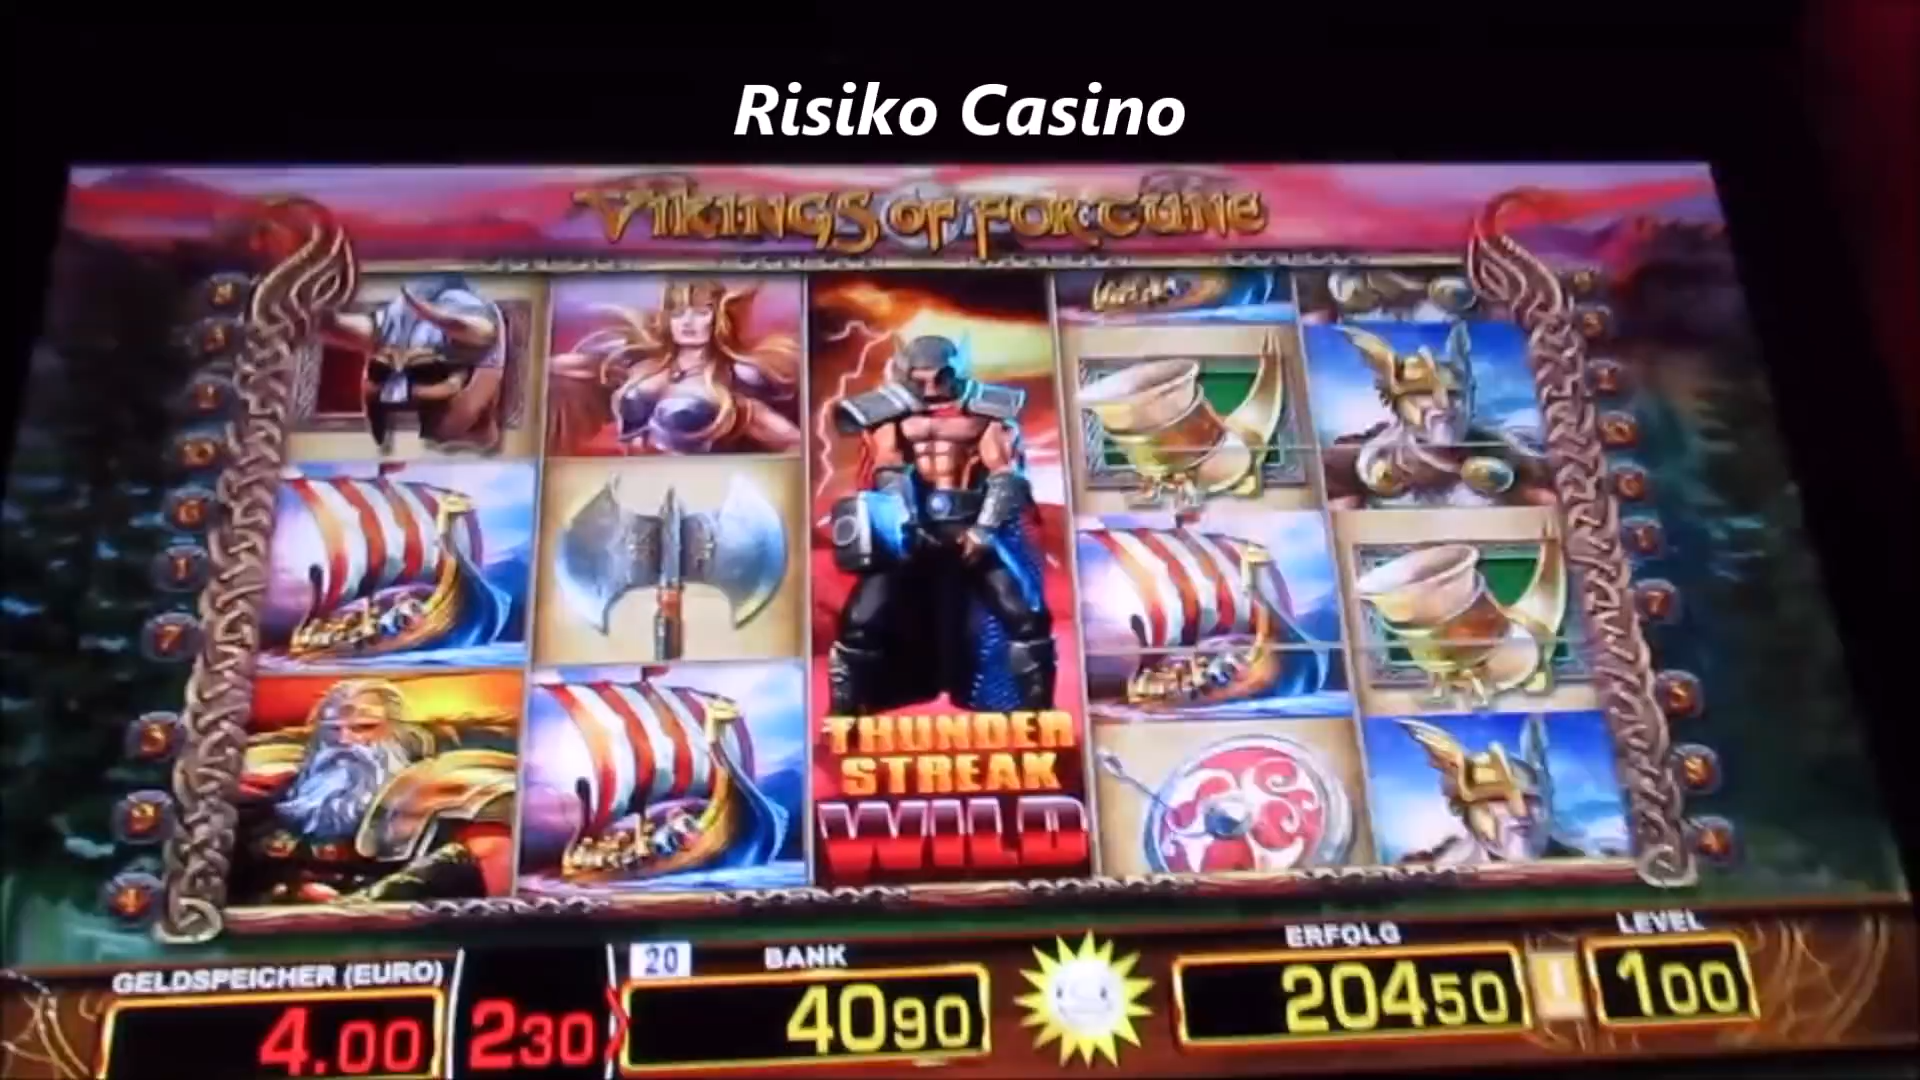 Risiko Casino
VIKINGS OF FORTUNE
THUNDER
STREAK
WILD
GELDSPEICHER (EURO)
20
BANK
ERFOLG
LEVEL
4.00
230
4090
20450
100